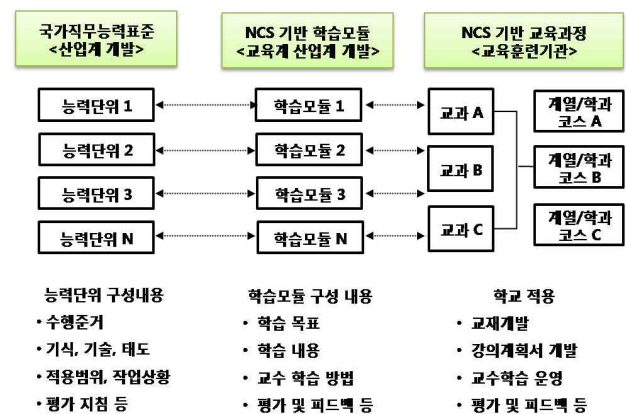 국가직무능력표준
<산업계 개발>
NCS 기반 학습모듈
<교육계 산업계 개발>
NCS 기반 교육과정
<교육훈련기관>
능력단위 1
학습모듈 1
교과 A
계열/학과
코스 A
능력단위 2
학습모듈 2
교과 B
계열/학과
코스 B
능력단위 3
학습모듈 3
교과 C
계열/학과
코스 C
능력단위 N
학습모듈 N
능력단위 구성내용
• 수행준거
• 기식, 기술, 태도
• 적용범위, 작업상황
• 평가 지침 등
학습모듈 구성 내용
• 학습 목표
• 학습 내용
• 교수 학습 방법
• 평가 및 피드백 등
학교 적용
• 교재개발
• 강의계획서 개발
• 교수학습 운영
• 평가 및 피드백 등